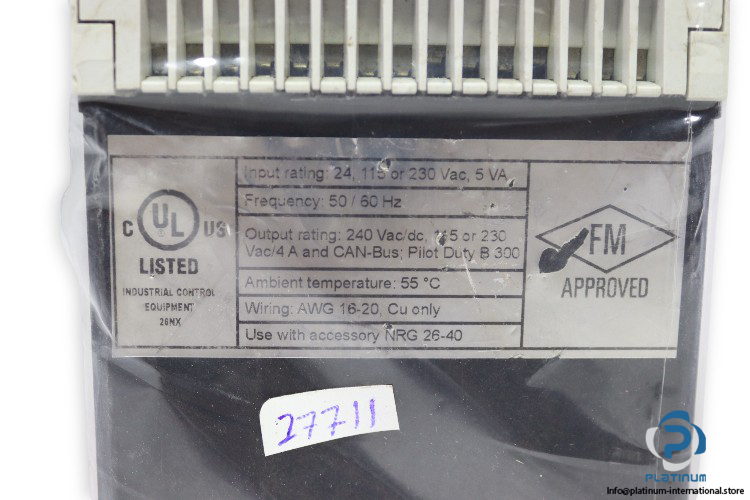 C UL US
LISTED
INDUSTRIAL CONTROL
EQUIPMENT
26NX
Input rating: 24, 115 or 230 Vac, 5 VA
Frequency: 50 / 60 Hz
Output rating: 240 Vac/dc, 115 or 230
Vac/4 A and CAN-Bus; Pilot Duty B 300
Ambient temperature: 55 °C
Wiring: AWG 16-20, Cu only
Use with accessory NRG 26-40
FM
APPROVED
27711
PLATINUM
Info@platinum-international.store